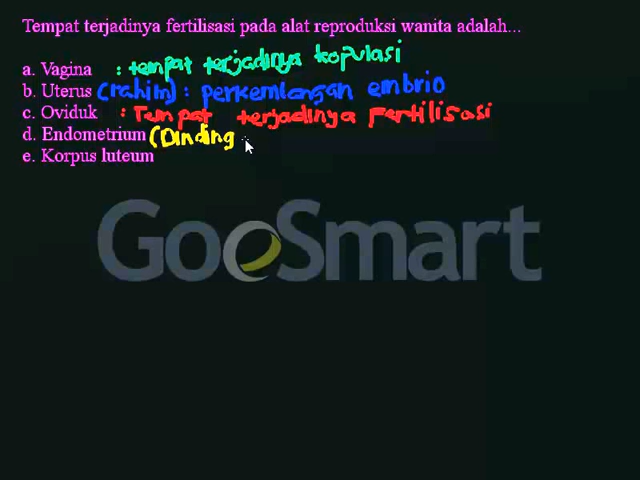 Tempat terjadinya fertilisasi pada alat reproduksi wanita adalah...
a. Vagina : tempat terjadinya kopulasi
b. Uterus (rahim) : perkembangan embrio
c. Oviduk : Tempat terjadinya fertilisasi
d. Endometrium (Dinding
e. Korpus luteum
GoeSmart